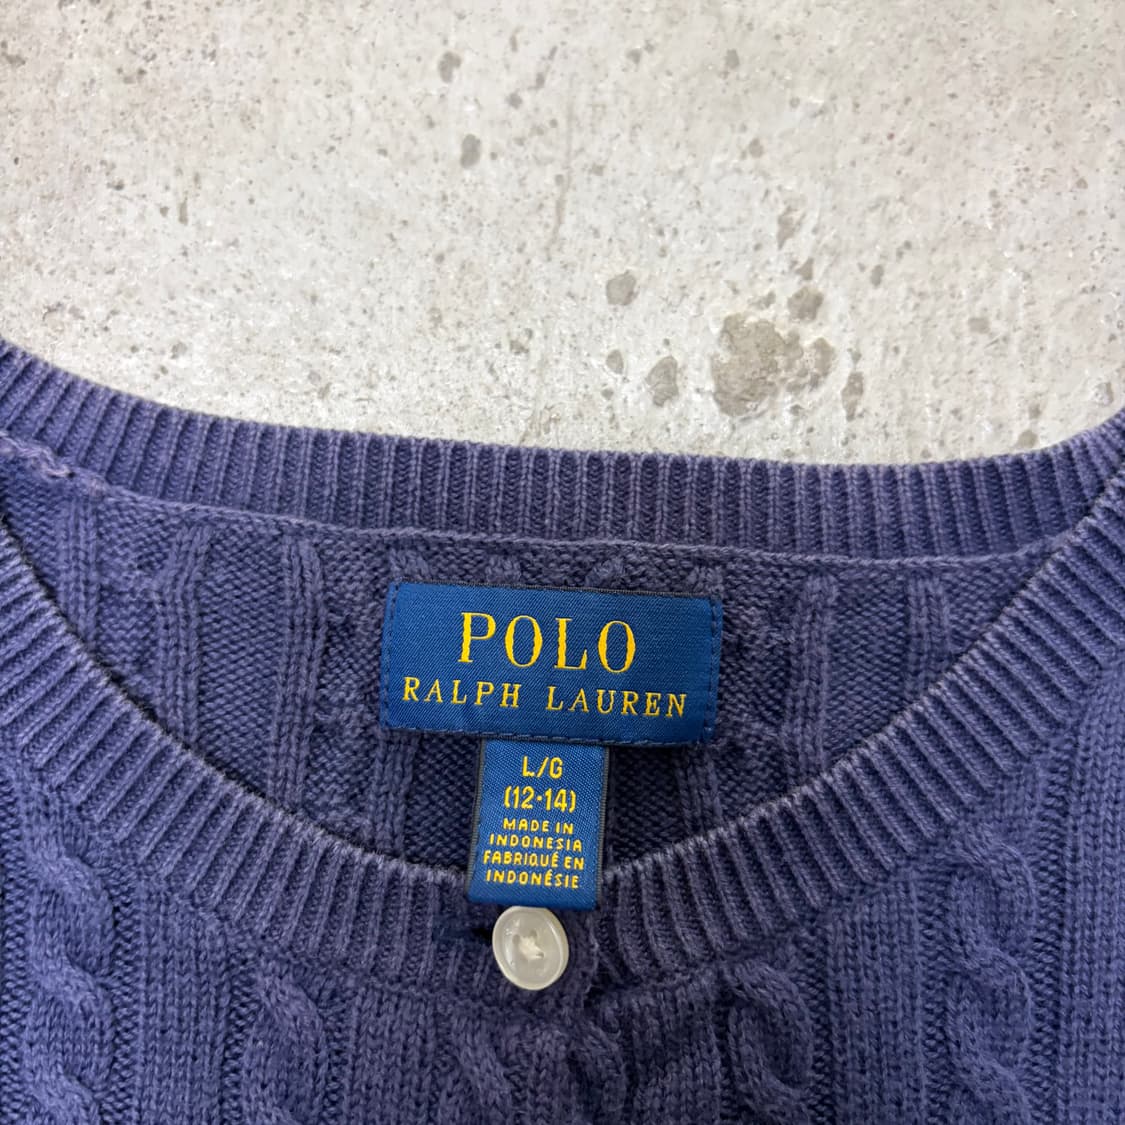 POLO
RALPH LAUREN
L/G
(12-14)
MADE IN
INDONESIA
FABRIQUÉ EN
INDONÉSIE